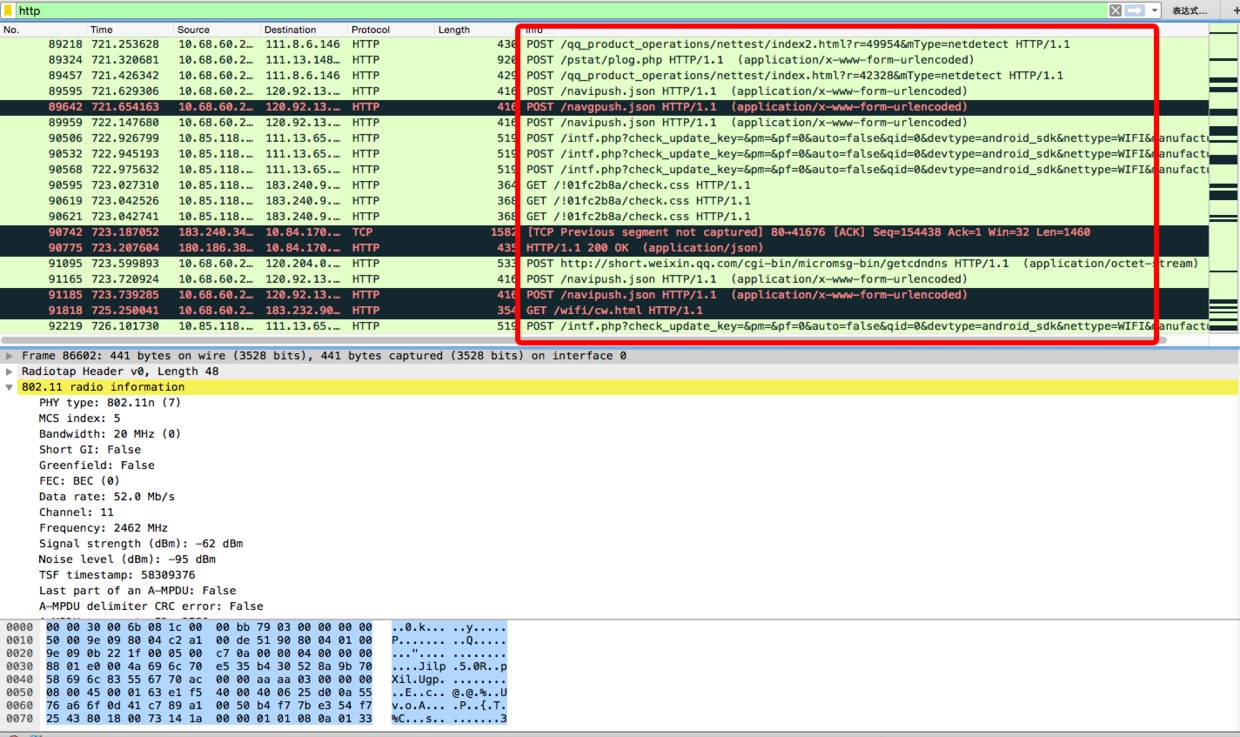 http 表达式… +
No. Time Source Destination Protocol Length Info
89218 721.253628 10.68.60.2… 111.8.6.146 HTTP 430 POST /qq_product_operations/nettest/index2.html?r=49954&mType=netdetect HTTP/1.1
89324 721.320681 10.68.60.2… 111.13.148… HTTP 920 POST /pstat/plog.php HTTP/1.1 (application/x-www-form-urlencoded)
89457 721.426342 10.68.60.2… 111.8.6.146 HTTP 429 POST /qq_product_operations/nettest/index.html?r=42328&mType=netdetect HTTP/1.1
89595 721.629306 10.68.60.2… 120.92.13.… HTTP 416 POST /navipush.json HTTP/1.1 (application/x-www-form-urlencoded)
89642 721.654163 10.68.60.2… 120.92.13.… HTTP 416 POST /navgpush.json HTTP/1.1 (application/x-www-form-urlencoded)
89959 722.147680 10.68.60.2… 120.92.13.… HTTP 416 POST /navipush.json HTTP/1.1 (application/x-www-form-urlencoded)
90506 722.926799 10.85.118.… 111.13.65.… HTTP 519 POST /intf.php?check_update_key=&pm=&pf=0&auto=false&qid=0&devtype=android_sdk&nettype=WIFI&manufactu
90532 722.945193 10.85.118.… 111.13.65.… HTTP 519 POST /intf.php?check_update_key=&pm=&pf=0&auto=false&qid=0&devtype=android_sdk&nettype=WIFI&manufactu
90568 722.975632 10.85.118.… 111.13.65.… HTTP 519 POST /intf.php?check_update_key=&pm=&pf=0&auto=false&qid=0&devtype=android_sdk&nettype=WIFI&manufactu
90595 723.027310 10.85.118.… 183.240.9.… HTTP 364 GET /!01fc2b8a/check.css HTTP/1.1
90619 723.042526 10.85.118.… 183.240.9.… HTTP 368 GET /!01fc2b8a/check.css HTTP/1.1
90621 723.042741 10.85.118.… 183.240.9.… HTTP 368 GET /!01fc2b8a/check.css HTTP/1.1
90742 723.187052 183.240.34… 10.84.170.… TCP 1582 [TCP Previous segment not captured] 80→41676 [ACK] Seq=154438 Ack=1 Win=32 Len=1460
90775 723.207604 180.186.38… 10.84.170.… HTTP 435 HTTP/1.1 200 OK (application/json)
91095 723.599893 10.68.60.2… 120.204.0.… HTTP 533 POST http://short.weixin.qq.com/cgi-bin/micromsg-bin/getcdndns HTTP/1.1 (application/octet-stream)
91165 723.720924 10.68.60.2… 120.92.13.… HTTP 416 POST /navipush.json HTTP/1.1 (application/x-www-form-urlencoded)
91185 723.739285 10.68.60.2… 120.92.13.… HTTP 416 POST /navipush.json HTTP/1.1 (application/x-www-form-urlencoded)
91818 725.250041 10.68.60.2… 183.232.90… HTTP 354 GET /wifi/cw.html HTTP/1.1
92219 726.101730 10.85.118.… 111.13.65.… HTTP 519 POST /intf.php?check_update_key=&pm=&pf=0&auto=false&qid=0&devtype=android_sdk&nettype=WIFI&manufactu
Frame 86602: 441 bytes on wire (3528 bits), 441 bytes captured (3528 bits) on interface 0
Radiotap Header v0, Length 48
802.11 radio information
PHY type: 802.11n (7)
MCS index: 5
Bandwidth: 20 MHz (0)
Short GI: False
Greenfield: False
FEC: BEC (0)
Data rate: 52.0 Mb/s
Channel: 11
Frequency: 2462 MHz
Signal strength (dBm): −62 dBm
Noise level (dBm): −95 dBm
TSF timestamp: 58309376
Last part of an A-MPDU: False
A-MPDU delimiter CRC error: False
0000 00 00 30 00 6b 08 1c 00 00 bb 79 03 00 00 00 00 ..0.k... ..y.....
0010 50 00 9e 09 80 04 c2 a1 00 de 51 90 80 04 01 00 P....... ..Q.....
0020 9e 09 0b 22 1f 00 05 00 c7 0a 00 00 04 00 00 00 ...".... ........
0030 88 01 e0 00 4a 69 6c 70 e5 35 b4 30 52 8a 9b 70 ....Jilp .5.0R..p
0040 58 69 6c 83 55 67 70 ac 00 00 aa aa 03 00 00 00 Xil.Ugp. ........
0050 08 00 45 00 01 63 e1 f5 40 00 40 06 25 d0 0a 55 ..E..c.. @.@.%..U
0060 76 a6 6f 0d 41 c7 89 a1 00 50 b4 f7 7b e3 54 f7 v.o.A... .P..{.T.
0070 25 43 80 18 00 73 14 1a 00 00 01 01 08 0a 01 33 %C...s.. .......3